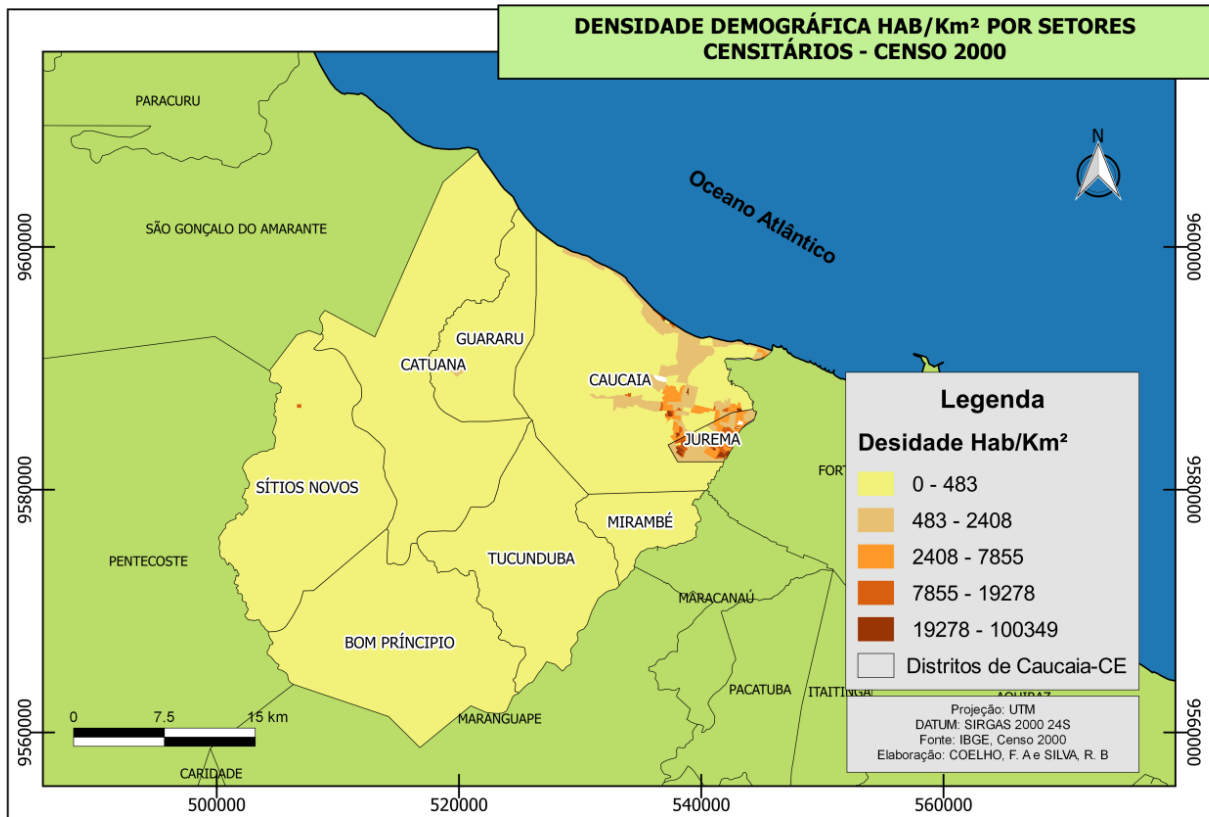 DENSIDADE DEMOGRÁFICA HAB/Km² POR SETORES
CENSITÁRIOS - CENSO 2000
PARACURU
N
Oceano Atlântico
SÃO GONÇALO DO AMARANTE
9600000
9600000
GUARARU
CATUANA
CAUCAIA
JUREMA
SÍTIOS NOVOS
MIRAMBÉ
TUCUNDUBA
PENTECOSTE
BOM PRÍNCIPIO
9580000
9580000
FORT
MARACANAÚ
PACATUBA
ITAITINGA
AQUIRAZ
MARANGUAPE
CARIDADE
Legenda
Desidade Hab/Km²
0 - 483
483 - 2408
2408 - 7855
7855 - 19278
19278 - 100349
Distritos de Caucaia-CE
Projeção: UTM
DATUM: SIRGAS 2000 24S
Fonte: IBGE, Censo 2000
Elaboração: COELHO, F. A e SILVA, R. B
0 7.5 15 km
9560000
9560000
500000
520000
540000
560000